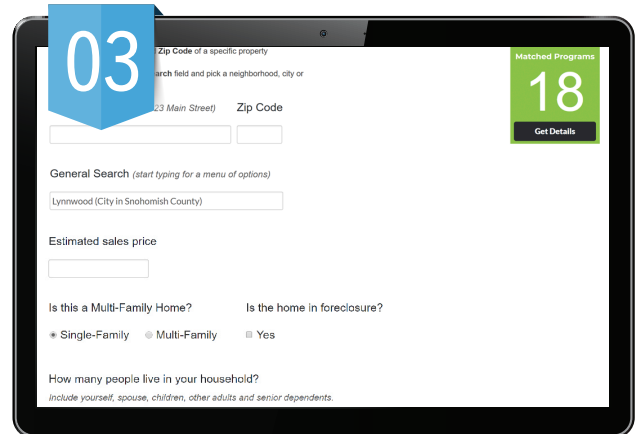 03
Zip Code of a specific property
arch field and pick a neighborhood, city or
23 Main Street) Zip Code
Matched Programs
18
Get Details
General Search (start typing for a menu of options)
Lynnwood (City in Snohomish County)
Estimated sales price
Is this a Multi-Family Home? Is the home in foreclosure?
Single-Family Multi-Family Yes
How many people live in your household?
Include yourself, spouse, children, other adults and senior dependents.